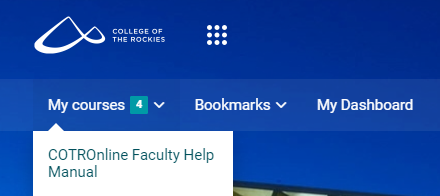 COLLEGE OF
THE ROCKIES
My courses 4 Bookmarks My Dashboard
COTROnline Faculty Help
Manual